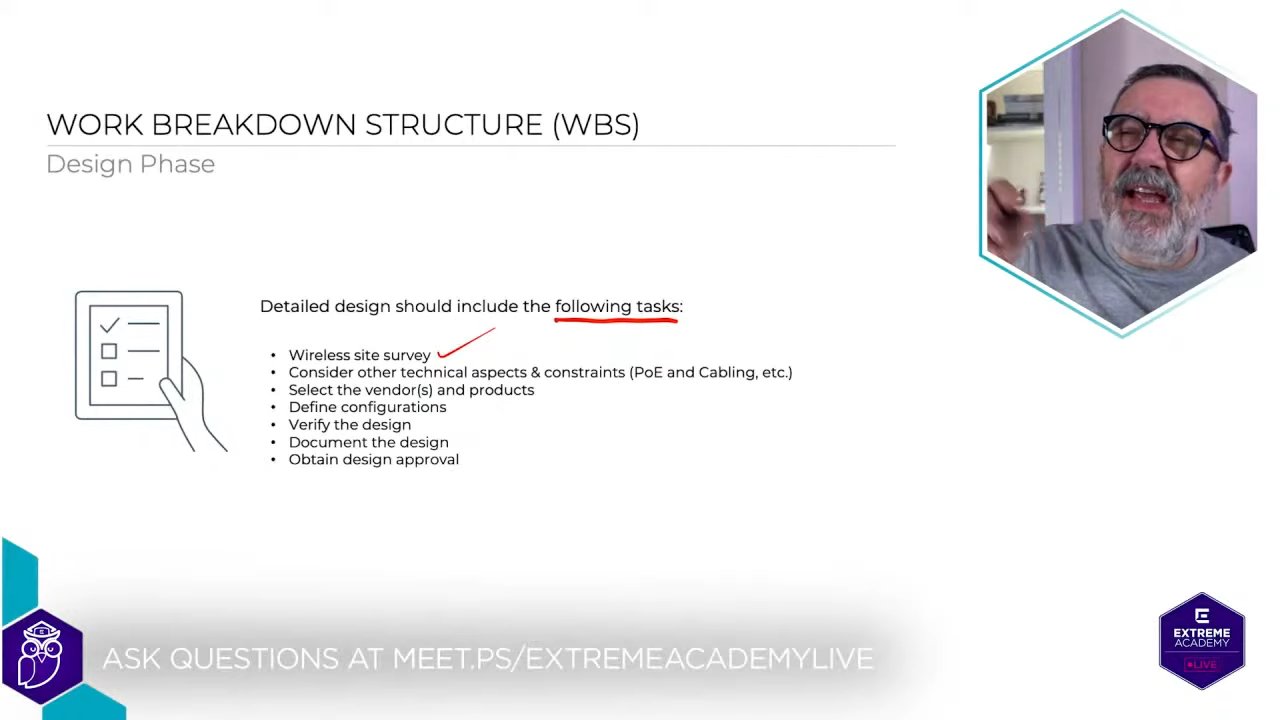 WORK BREAKDOWN STRUCTURE (WBS)
Design Phase
Detailed design should include the following tasks:
• Wireless site survey
• Consider other technical aspects & constraints (PoE and Cabling, etc.)
• Select the vendor(s) and products
• Define configurations
• Verify the design
• Document the design
• Obtain design approval
ASK QUESTIONS AT MEET.PS/EXTREMEACADEMYLIVE
E
EXTREME
ACADEMY
LIVE